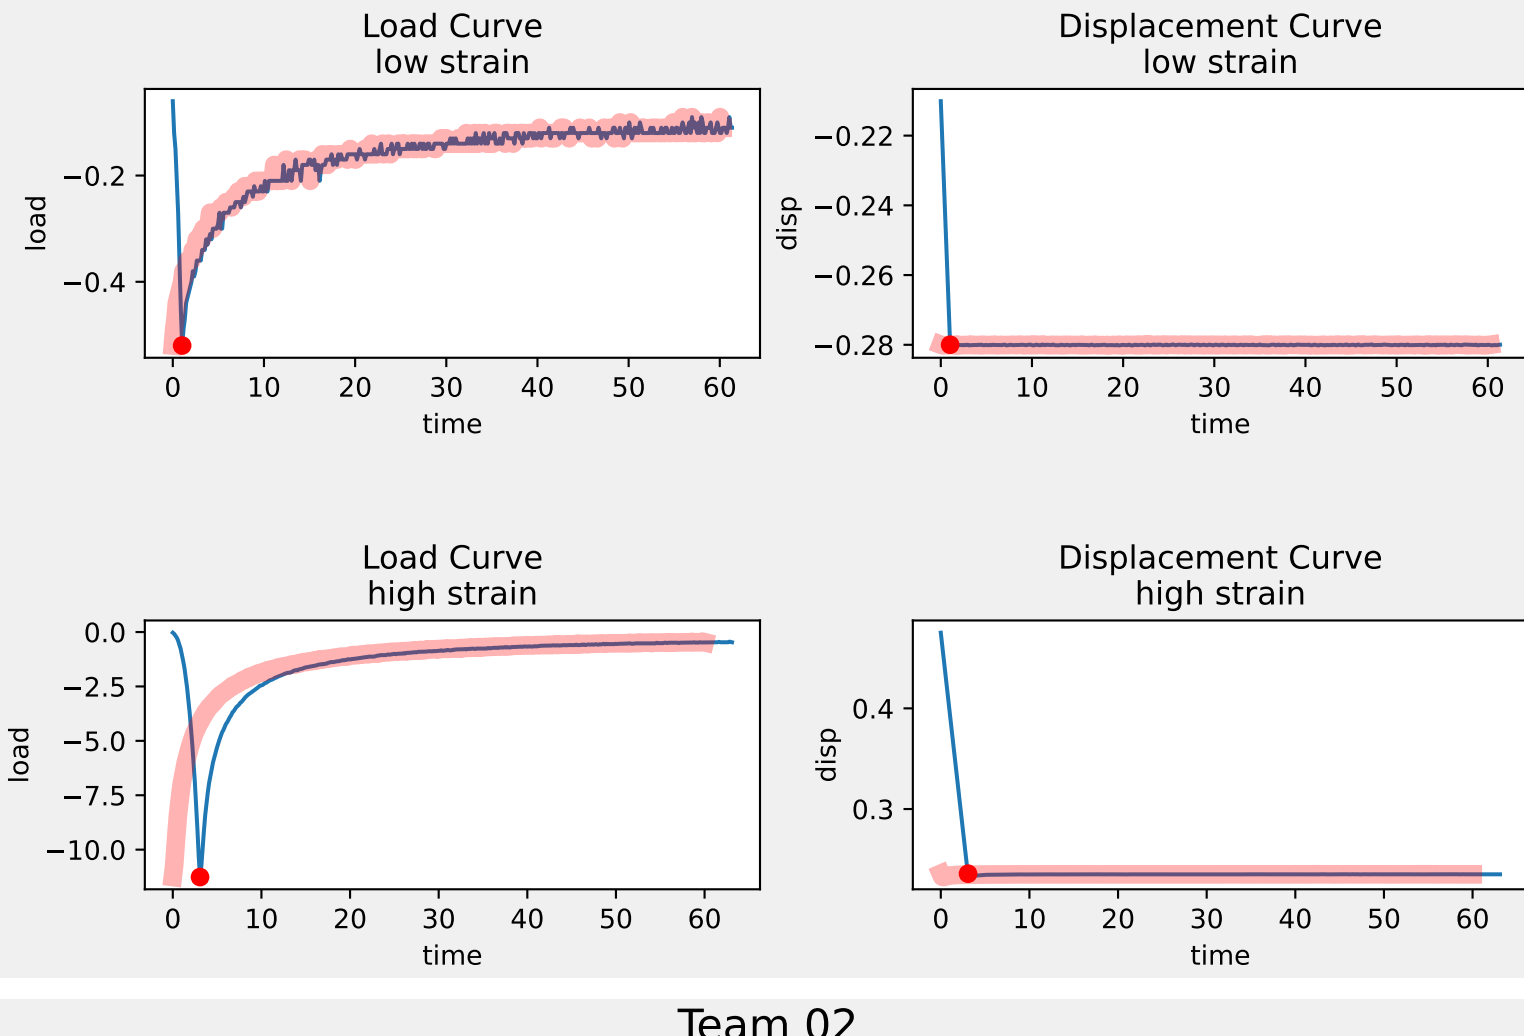 Load Curve
low strain
load
−0.2
−0.4
0 10 20 30 40 50 60
time
Displacement Curve
low strain
disp
−0.22
−0.24
−0.26
−0.28
0 10 20 30 40 50 60
time
Load Curve
high strain
load
0.0
−2.5
−5.0
−7.5
−10.0
0 10 20 30 40 50 60
time
Displacement Curve
high strain
disp
0.4
0.3
0 10 20 30 40 50 60
time
Team 02